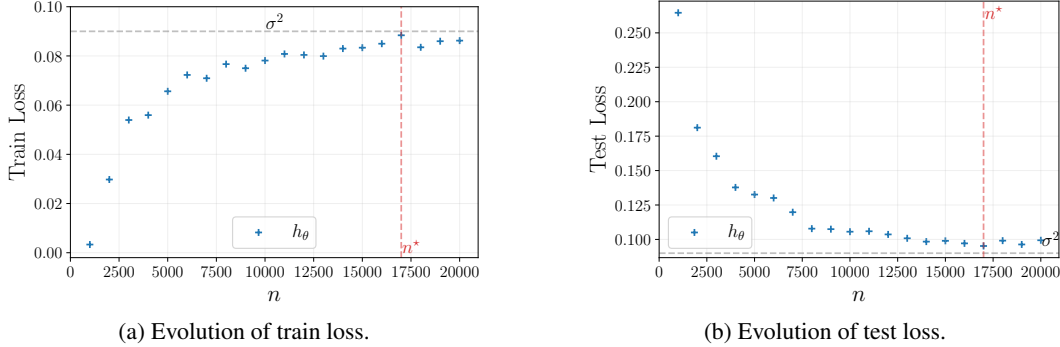 0.10
0.08
0.06
0.04
0.02
0.00
Train Loss
σ²
n⋆
h_θ
0 2500 5000 7500 10000 12500 15000 17500 20000
n
(a) Evolution of train loss.
0.250
0.225
0.200
0.175
0.150
0.125
0.100
Test Loss
n⋆
h_θ
σ²
0 2500 5000 7500 10000 12500 15000 17500 20000
n
(b) Evolution of test loss.